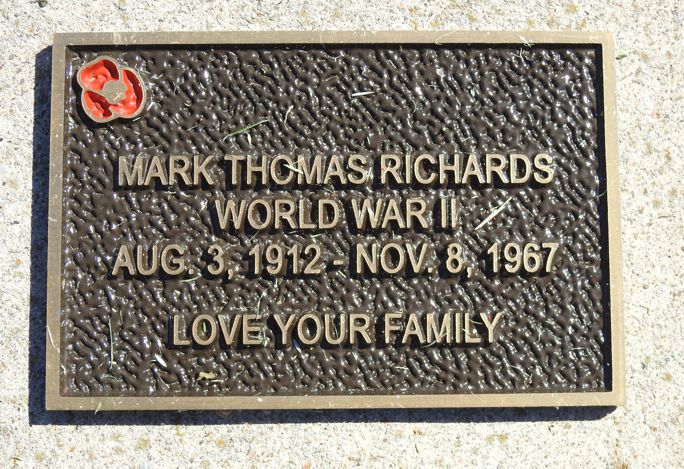 MARK THOMAS RICHARDS
WORLD WAR II
AUG. 3, 1912 - NOV. 8, 1967
LOVE YOUR FAMILY